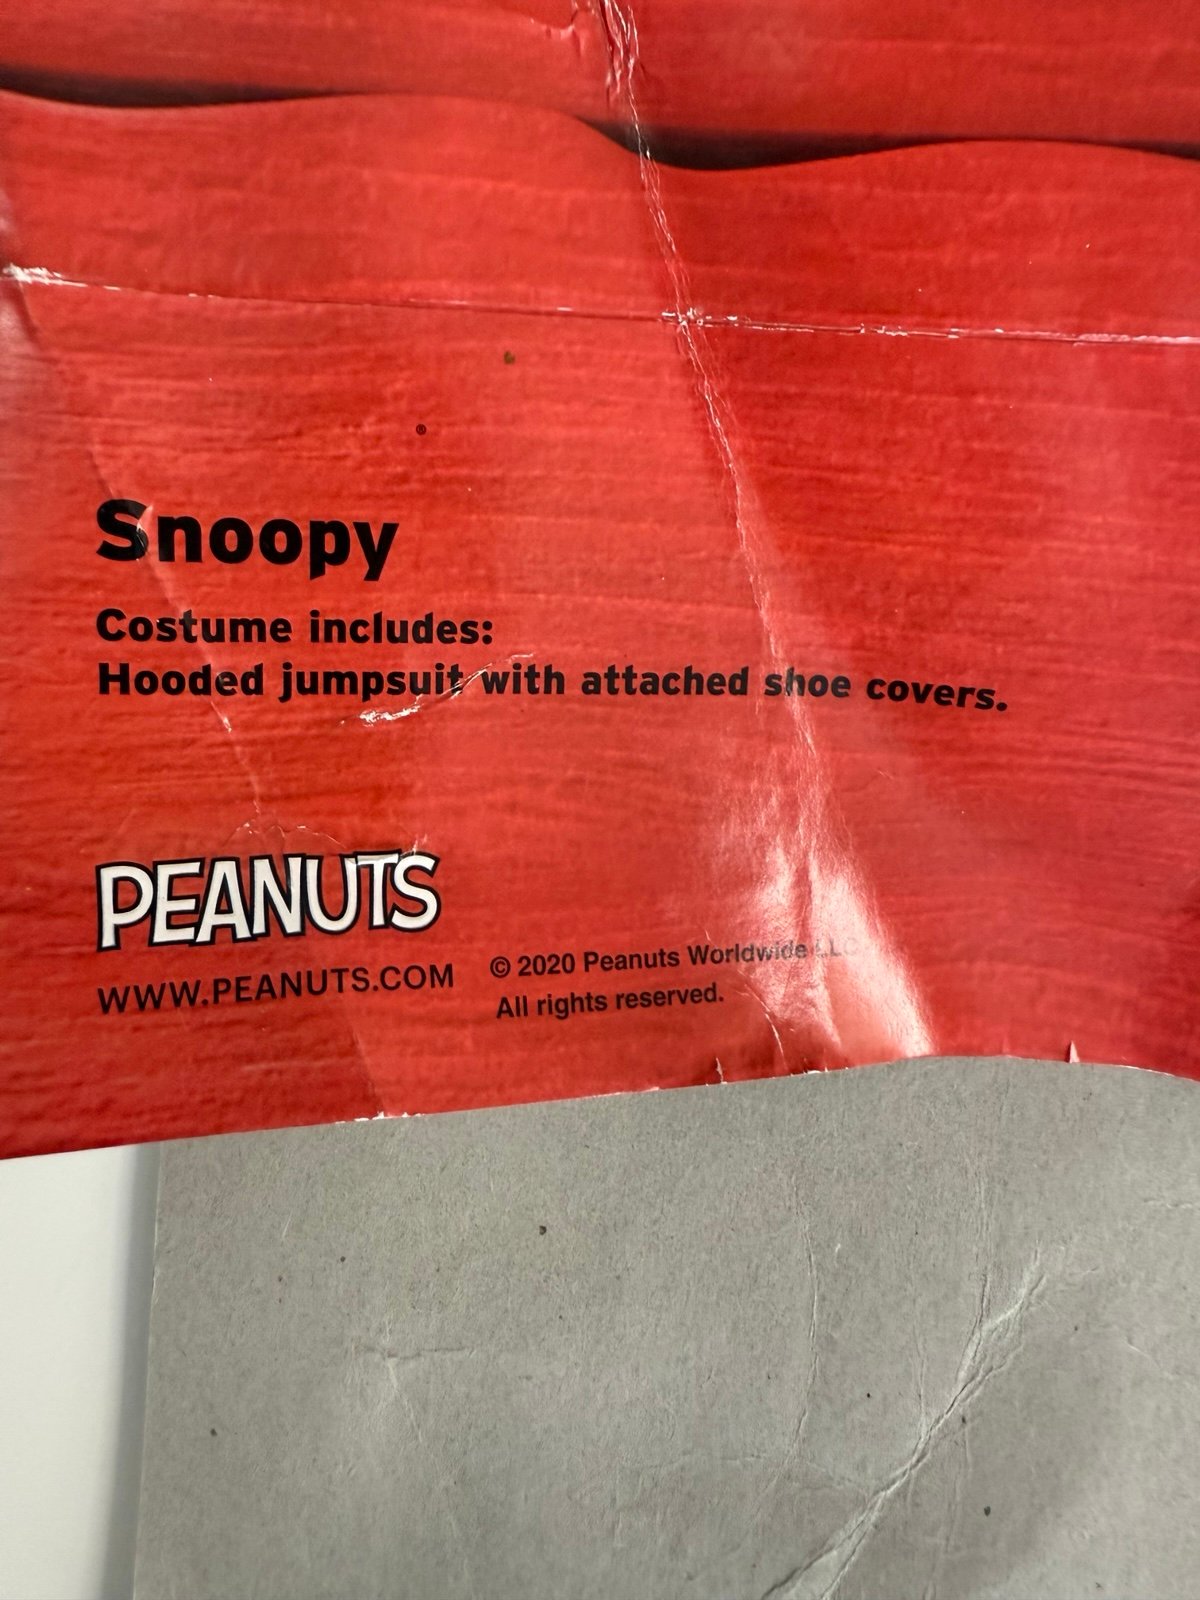 ®
Snoopy
Costume includes:
Hooded jumpsuit with attached shoe covers.
PEANUTS
WWW.PEANUTS.COM
© 2020 Peanuts Worldwide LLC
All rights reserved.